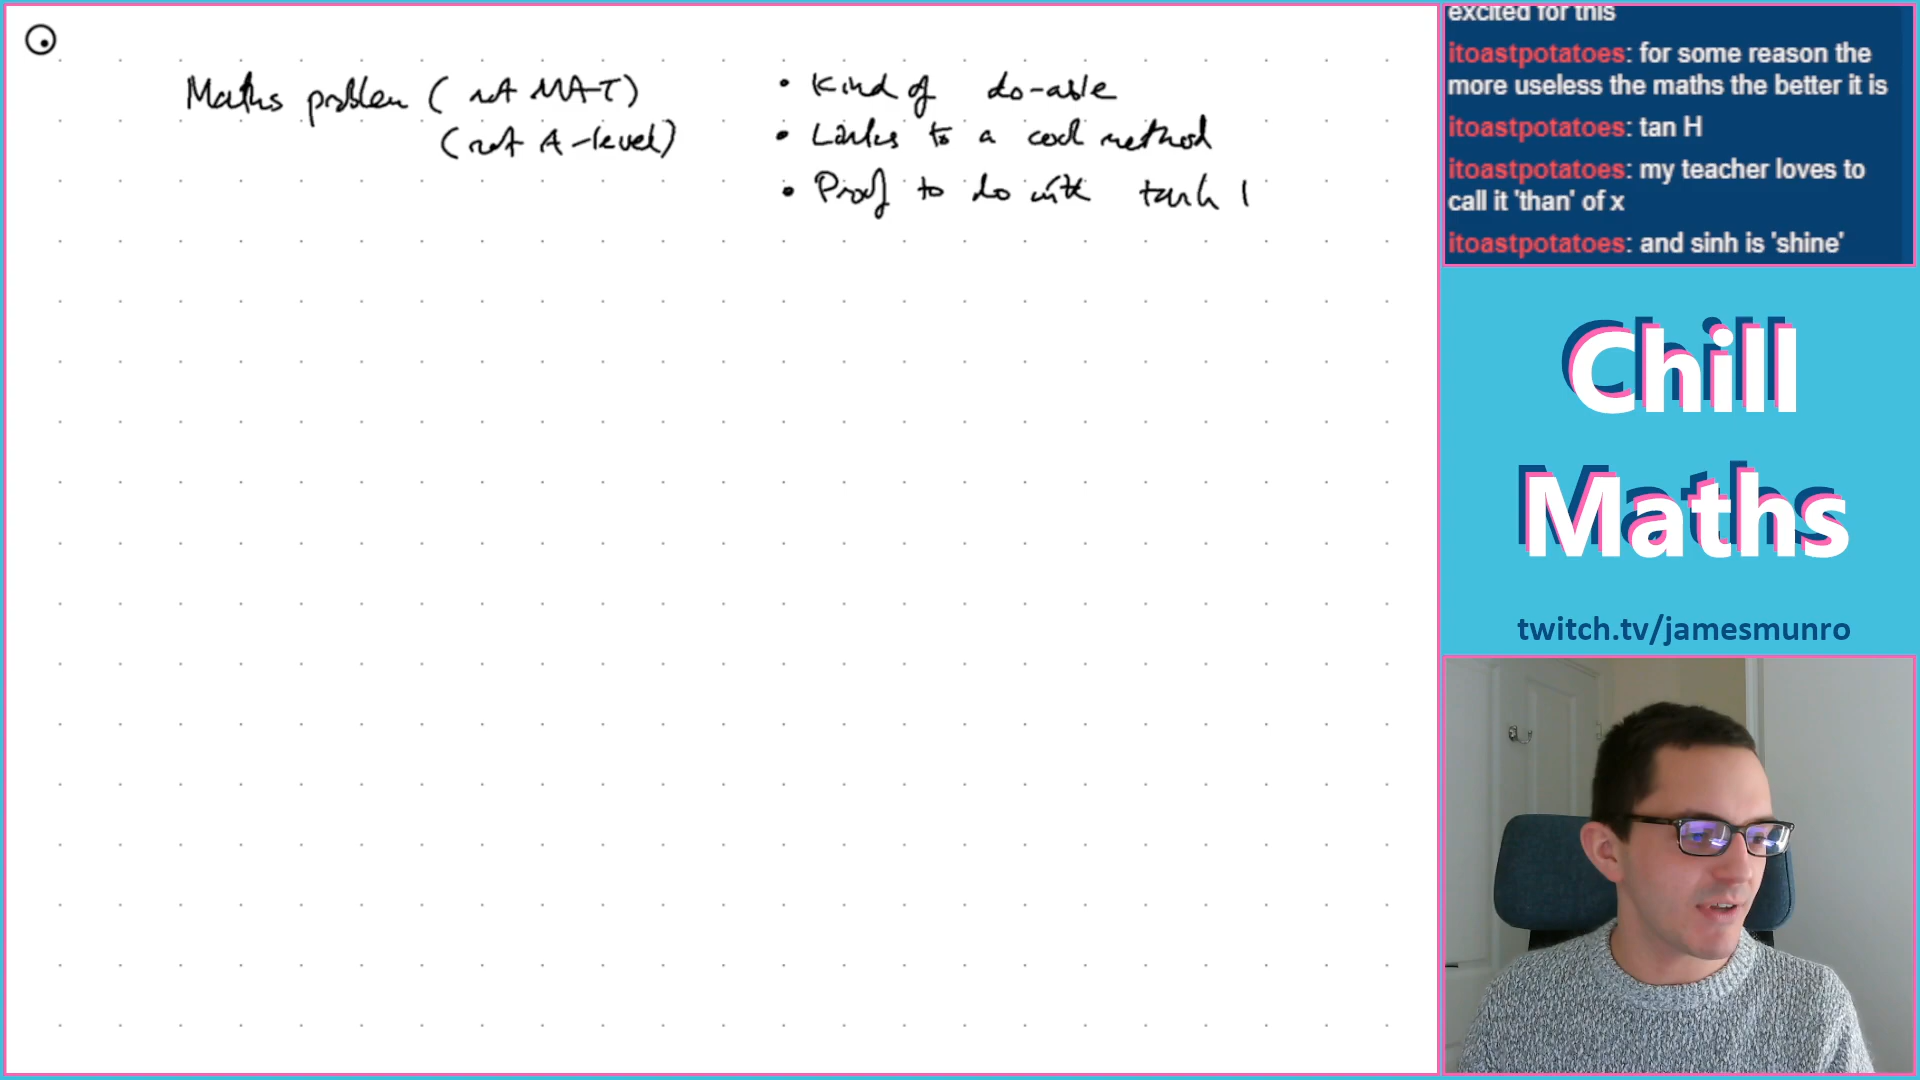 Maths problem (not MAT)
(not A-level)
• Kind of do-able
• Links to a cool method
• Proof to do with tanh 1
excited for this
itoastpotatoes: for some reason the
more useless the maths the better it is
itoastpotatoes: tan H
itoastpotatoes: my teacher loves to
call it 'than' of x
itoastpotatoes: and sinh is 'shine'
Chill
Maths
twitch.tv/jamesmunro